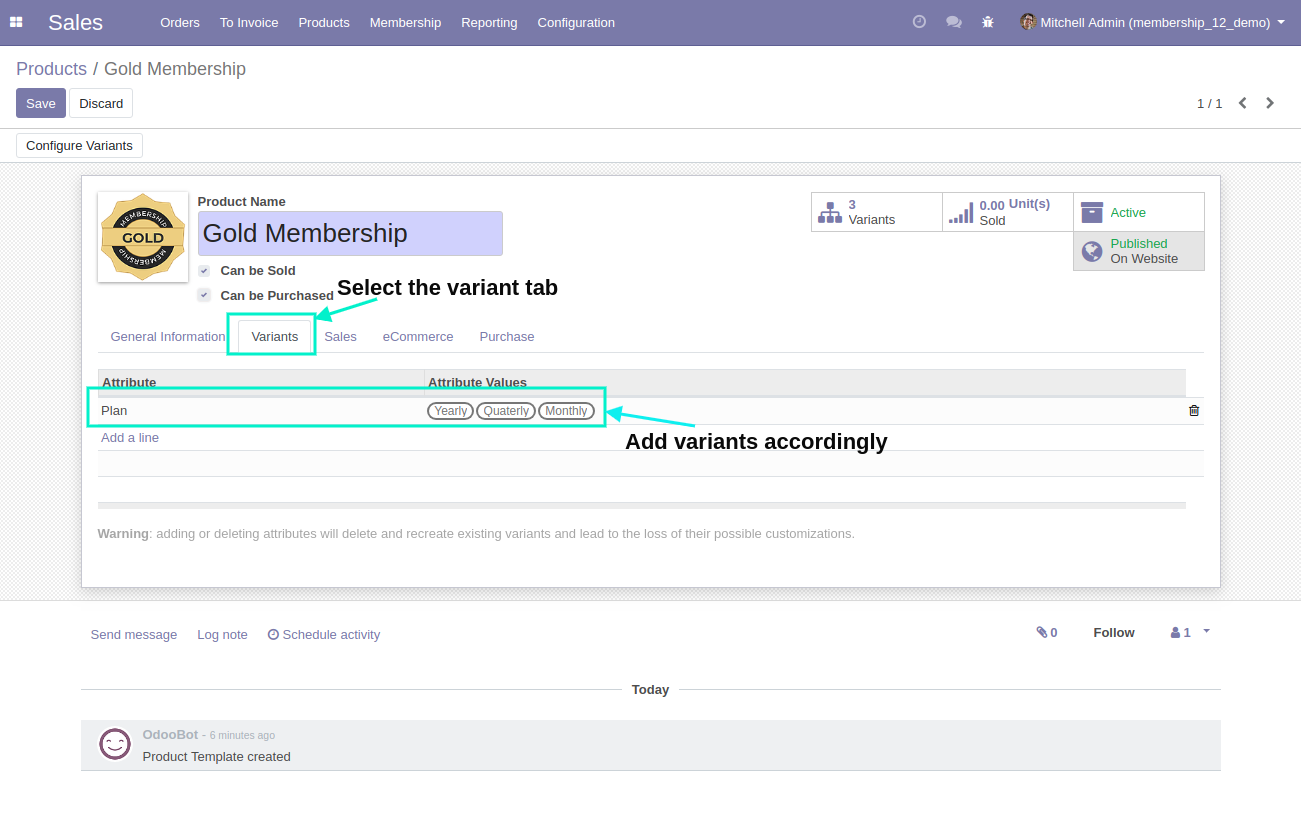 Sales Orders To Invoice Products Membership Reporting Configuration Mitchell Admin (membership_12_demo)
Products / Gold Membership
Save Discard 1 / 1
Configure Variants
MEMBERSHIP
GOLD
MEMBERSHIP
Product Name
Gold Membership
Can be Sold
Can be Purchased
3
Variants
0.00 Unit(s)
Sold
Active
Published
On Website
Select the variant tab
General Information Variants Sales eCommerce Purchase
Attribute Attribute Values
Plan Yearly Quaterly Monthly
Add a line
Add variants accordingly
Warning: adding or deleting attributes will delete and recreate existing variants and lead to the loss of their possible customizations.
Send message Log note Schedule activity 0 Follow 1
Today
OdooBot - 6 minutes ago
Product Template created